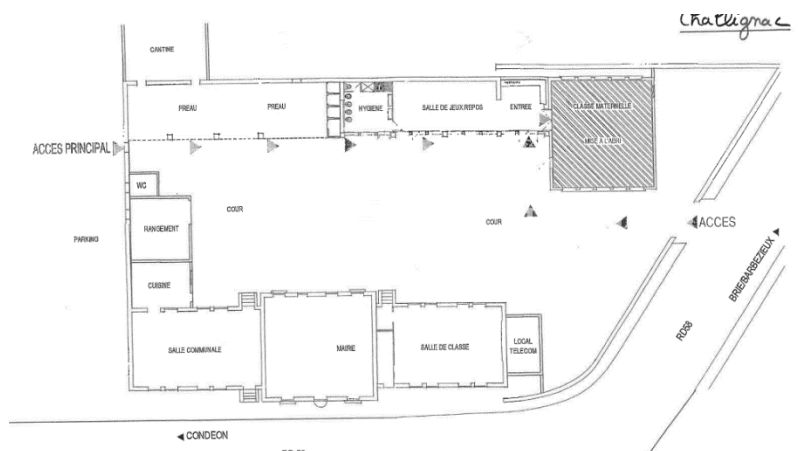 Chatlignac
CANTINE
PREAU
PREAU
HYGIENE
SALLE DE JEUX REPOS
ENTREE
CLASSE MATERNELLE
MISE A L'ABRI
ACCES PRINCIPAL
WC
COUR
COUR
RANGEMENT
PARKING
ACCES
CUISINE
BRIE/BARBEZIEUX
RD58
SALLE COMMUNALE
MAIRIE
SALLE DE CLASSE
LOCAL
TELECOM
CONDEON